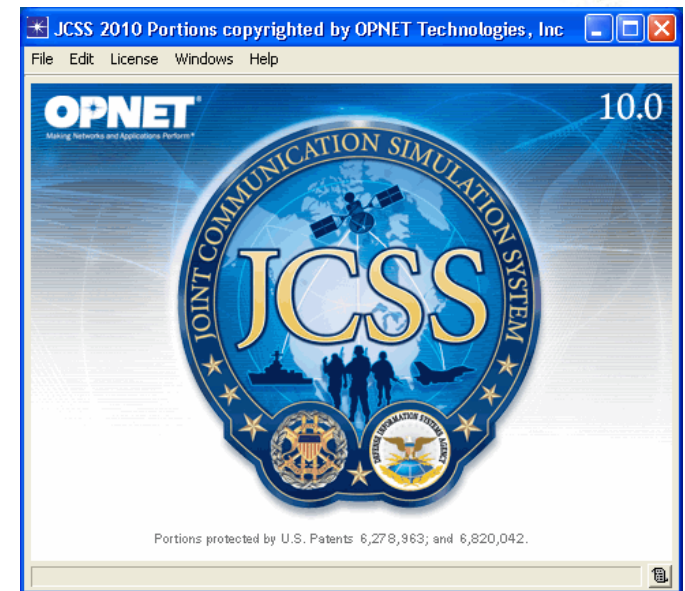 JCSS 2010 Portions copyrighted by OPNET Technologies, Inc
File Edit License Windows Help
OPNET®
10.0
Making Networks and Applications Perform®
JOINT COMMUNICATION SIMULATION SYSTEM
JCSS
DEFENSE INFORMATION SYSTEMS AGENCY
Portions protected by U.S. Patents 6,278,963; and 6,820,042.